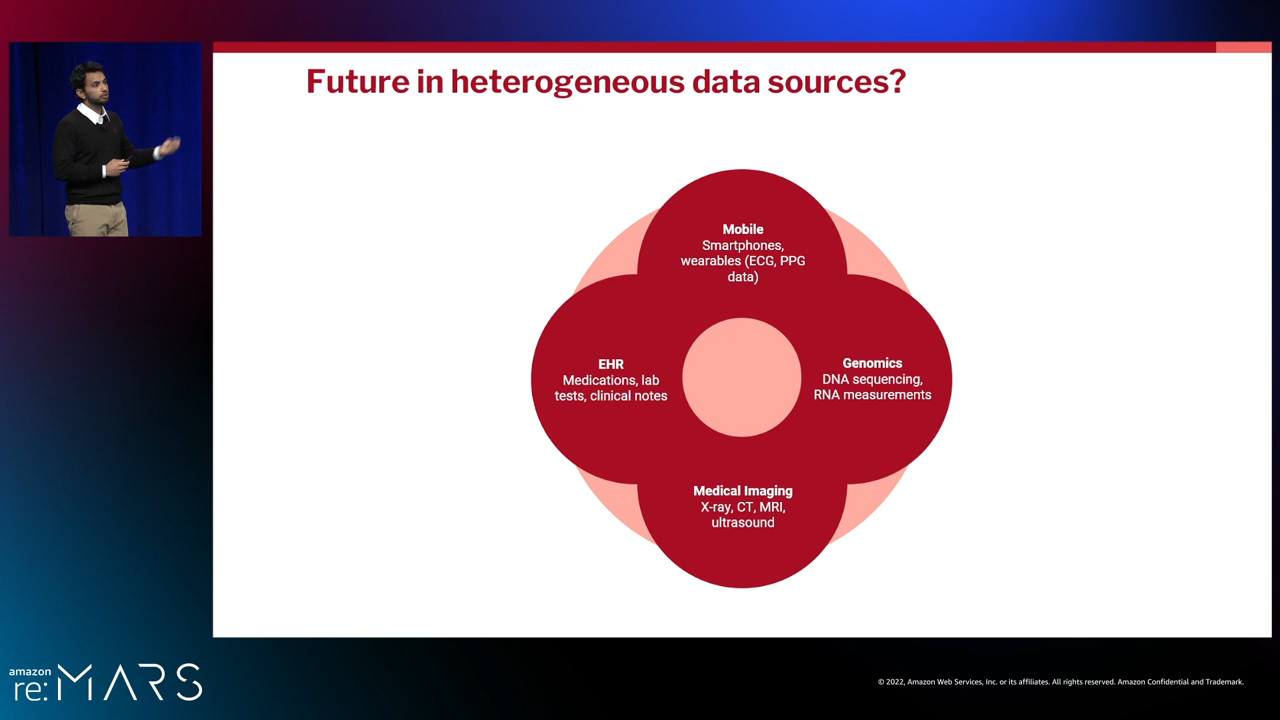 Future in heterogeneous data sources?
Mobile
Smartphones,
wearables (ECG, PPG
data)
EHR
Medications, lab
tests, clinical notes
Genomics
DNA sequencing,
RNA measurements
Medical Imaging
X-ray, CT, MRI,
ultrasound
amazon
re:MARS
© 2022, Amazon Web Services, Inc. or its affiliates. All rights reserved. Amazon Confidential and Trademark.